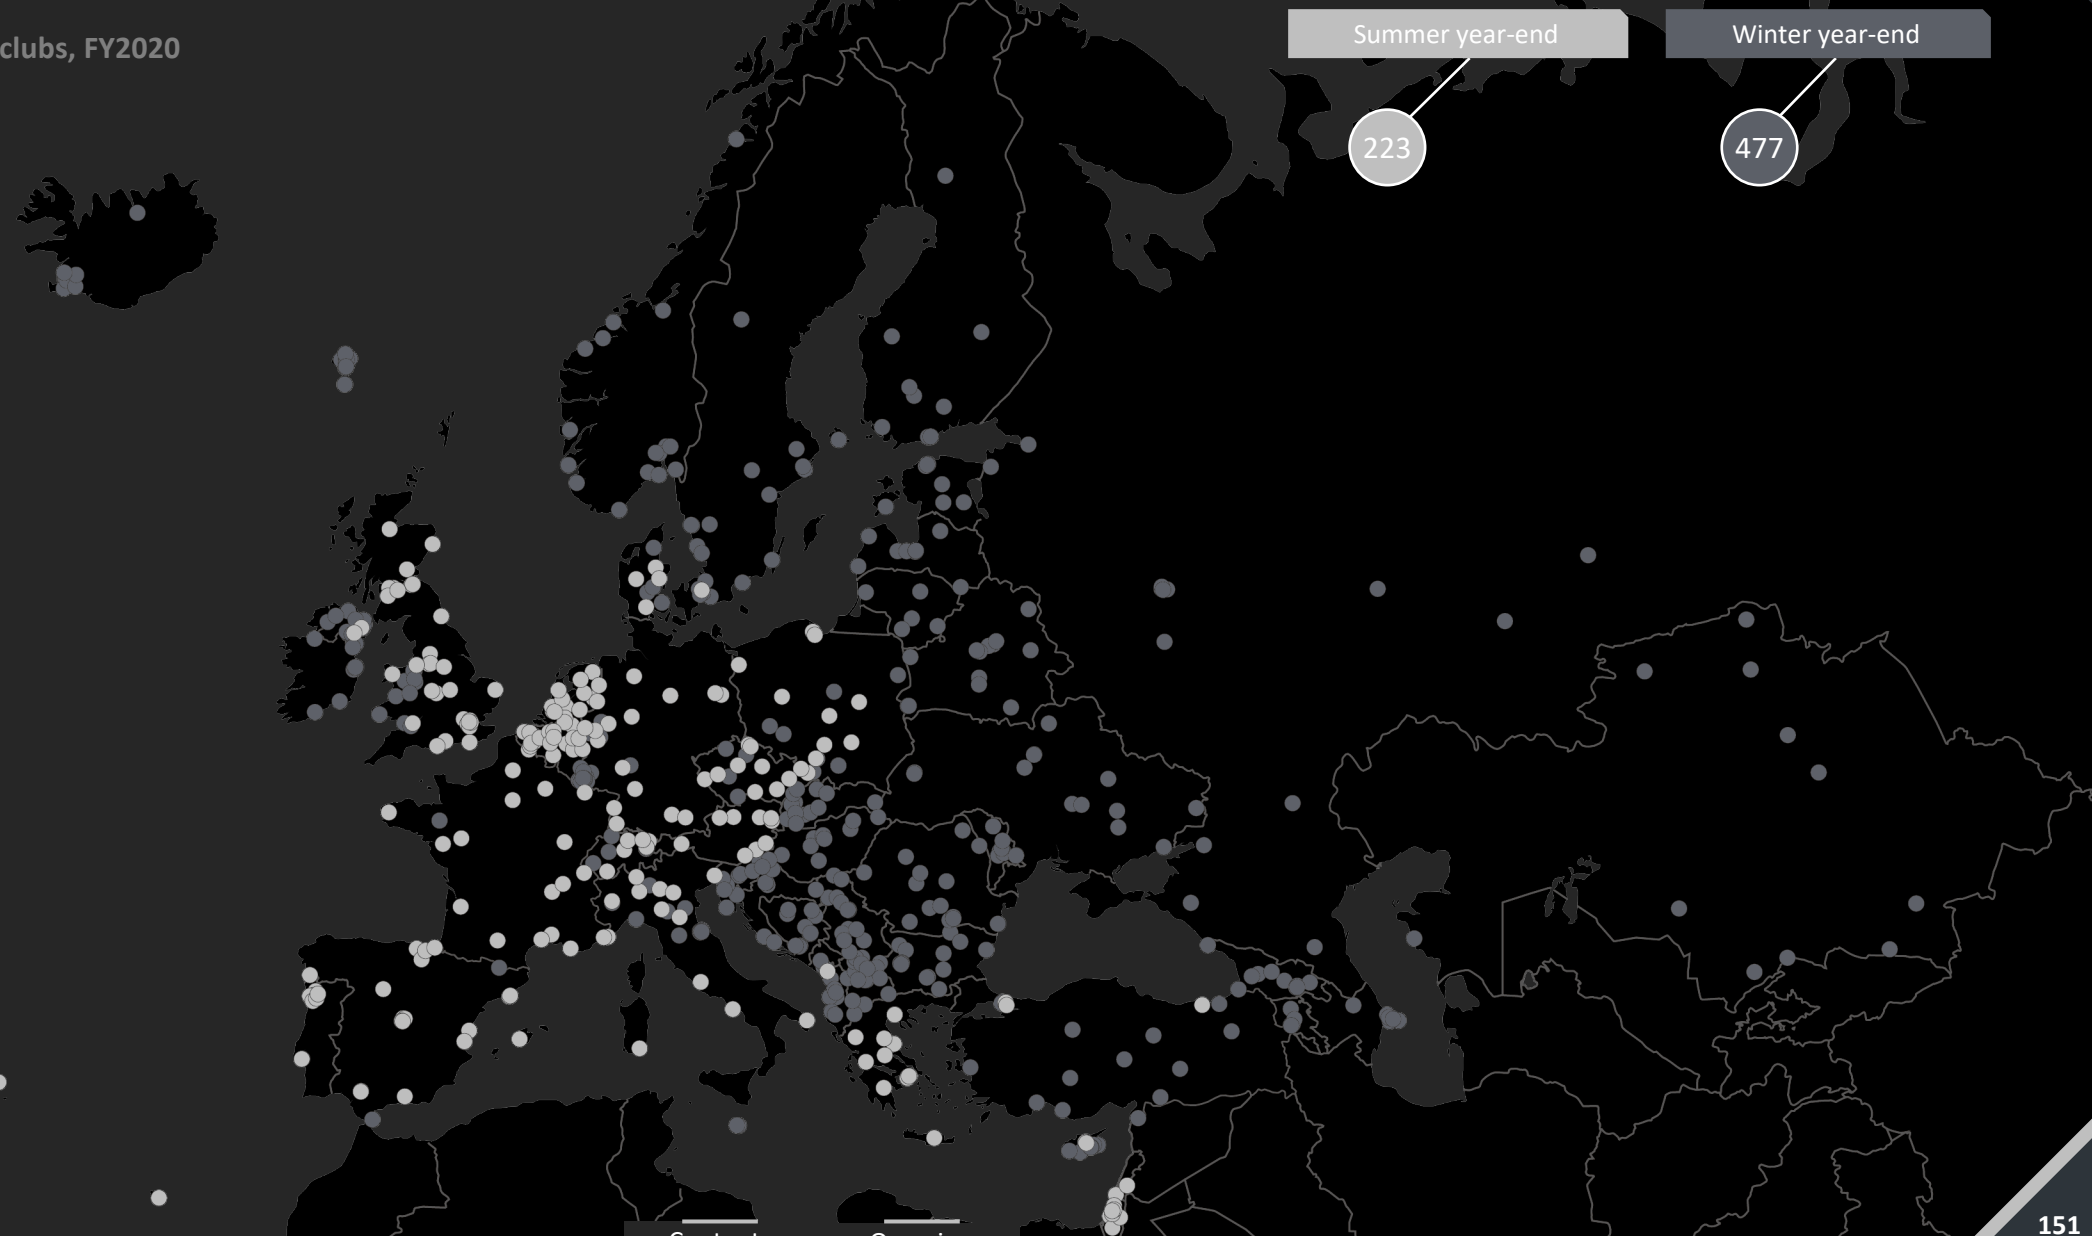 clubs, FY2020
Summer year-end
Winter year-end
223
477
151